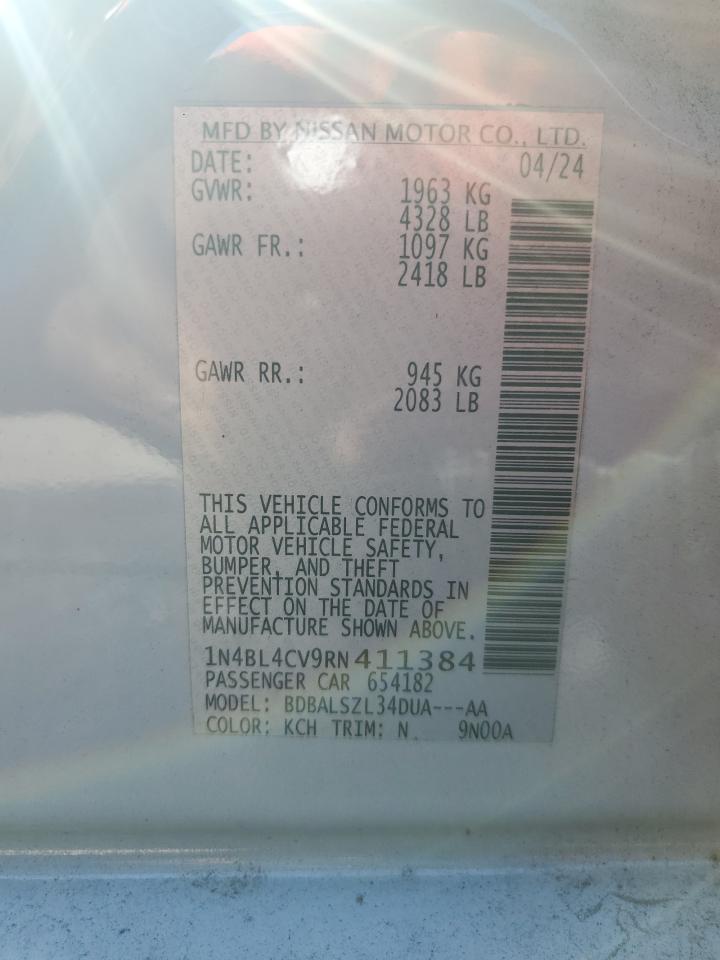 MFD BY NISSAN MOTOR CO., LTD.
DATE: 04/24
GVWR: 1963 KG
4328 LB
GAWR FR.: 1097 KG
2418 LB
GAWR RR.: 945 KG
2083 LB
THIS VEHICLE CONFORMS TO
ALL APPLICABLE FEDERAL
MOTOR VEHICLE SAFETY,
BUMPER, AND THEFT
PREVENTION STANDARDS IN
EFFECT ON THE DATE OF
MANUFACTURE SHOWN ABOVE.
1N4BL4CV9RN411384
PASSENGER CAR 654182
MODEL: BDBALSZL34DUA---AA
COLOR: KCH TRIM: N 9N00A